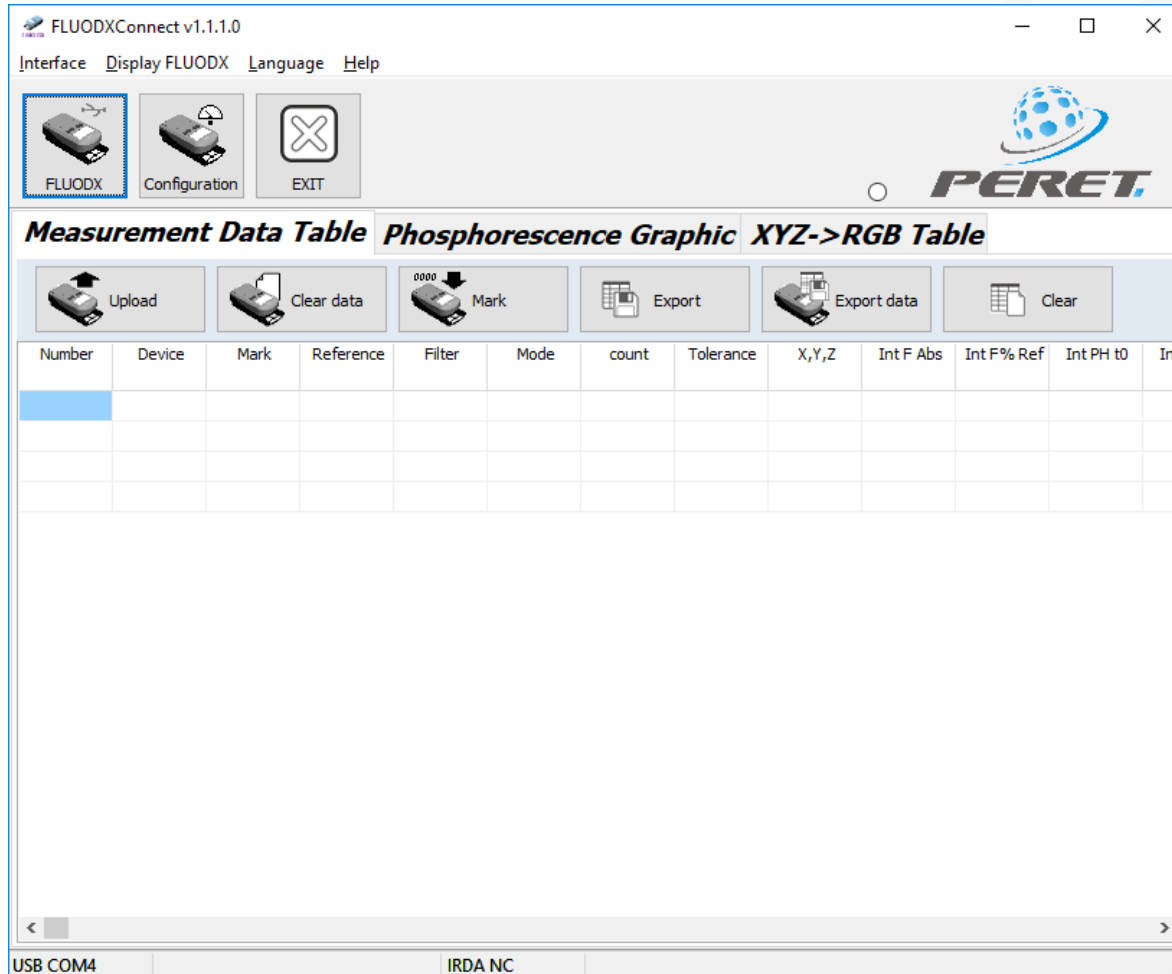 FLUODXConnect v1.1.1.0
Interface Display FLUODX Language Help
FLUODX Configuration EXIT
PERET
Measurement Data Table Phosphorescence Graphic XYZ->RGB Table
Upload Clear data 0000 Mark Export Export data Clear
Number Device Mark Reference Filter Mode count Tolerance X,Y,Z Int F Abs Int F% Ref Int PH t0 In
USB COM4 IRDA NC